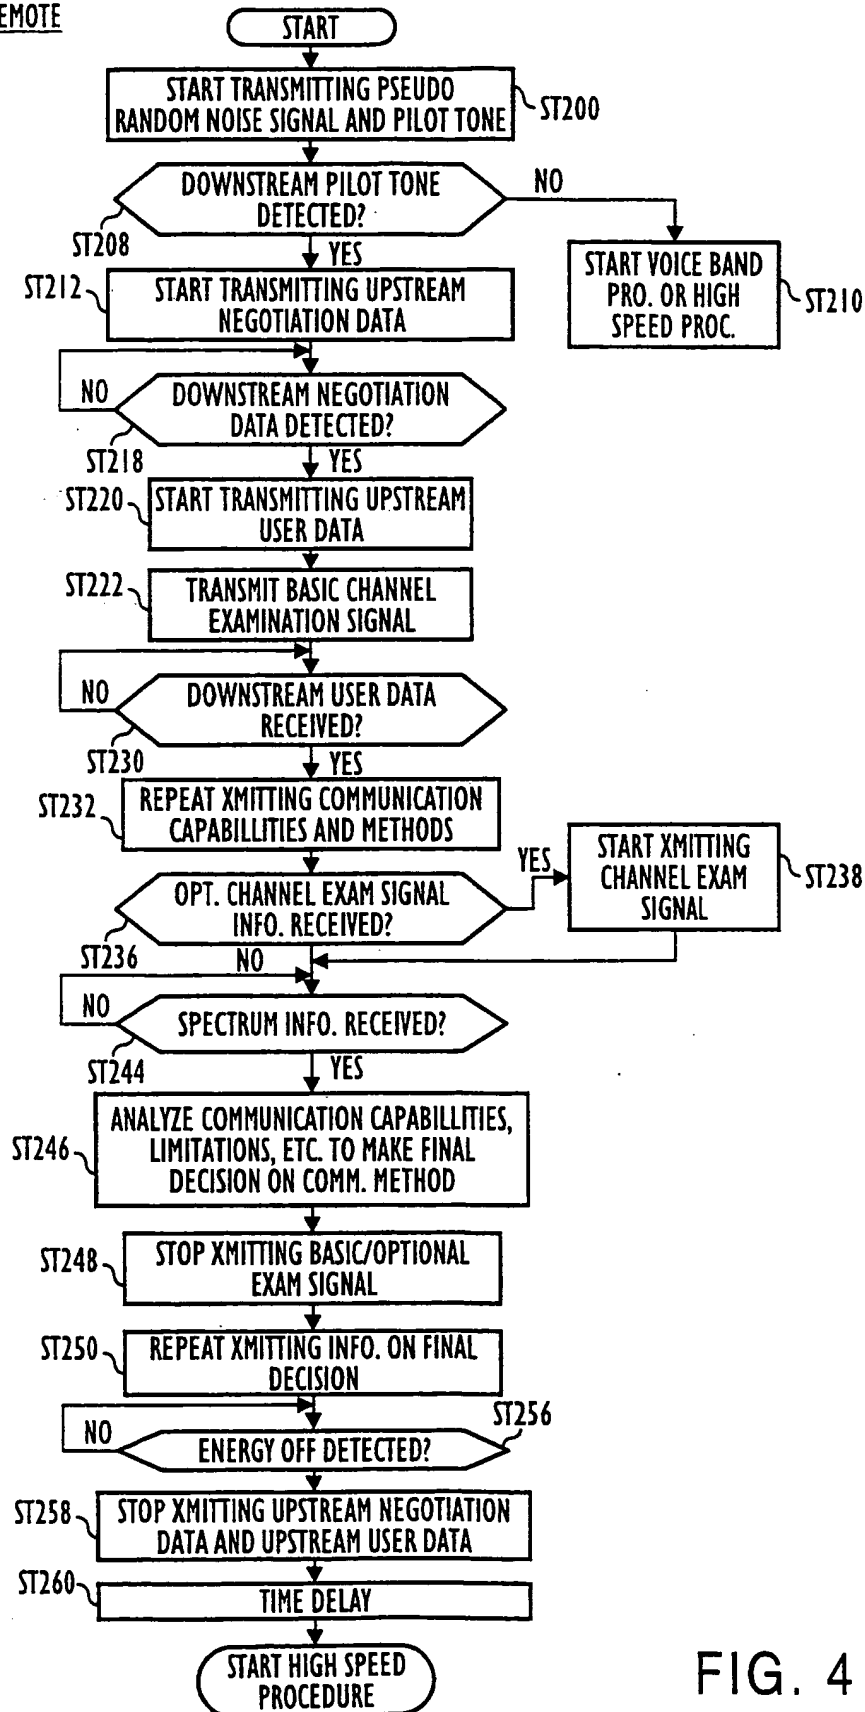 EMOTE
START
START TRANSMITTING PSEUDO
RANDOM NOISE SIGNAL AND PILOT TONE
ST200
DOWNSTREAM PILOT TONE
DETECTED?
NO
ST208
YES
START VOICE BAND
PRO. OR HIGH
SPEED PROC.
ST210
ST212
START TRANSMITTING UPSTREAM
NEGOTIATION DATA
NO
DOWNSTREAM NEGOTIATION
DATA DETECTED?
ST218
YES
ST220
START TRANSMITTING UPSTREAM
USER DATA
ST222
TRANSMIT BASIC CHANNEL
EXAMINATION SIGNAL
NO
DOWNSTREAM USER DATA
RECEIVED?
ST230
YES
ST232
REPEAT XMITTING COMMUNICATION
CAPABILLITIES AND METHODS
OPT. CHANNEL EXAM SIGNAL
INFO. RECEIVED?
YES
START XMITTING
CHANNEL EXAM
SIGNAL
ST238
ST236
NO
NO
SPECTRUM INFO. RECEIVED?
ST244
YES
ST246
ANALYZE COMMUNICATION CAPABILLITIES,
LIMITATIONS, ETC. TO MAKE FINAL
DECISION ON COMM. METHOD
ST248
STOP XMITTING BASIC/OPTIONAL
EXAM SIGNAL
ST250
REPEAT XMITTING INFO. ON FINAL
DECISION
NO
ENERGY OFF DETECTED?
ST256
ST258
STOP XMITTING UPSTREAM NEGOTIATION
DATA AND UPSTREAM USER DATA
ST260
TIME DELAY
START HIGH SPEED
PROCEDURE
FIG. 4